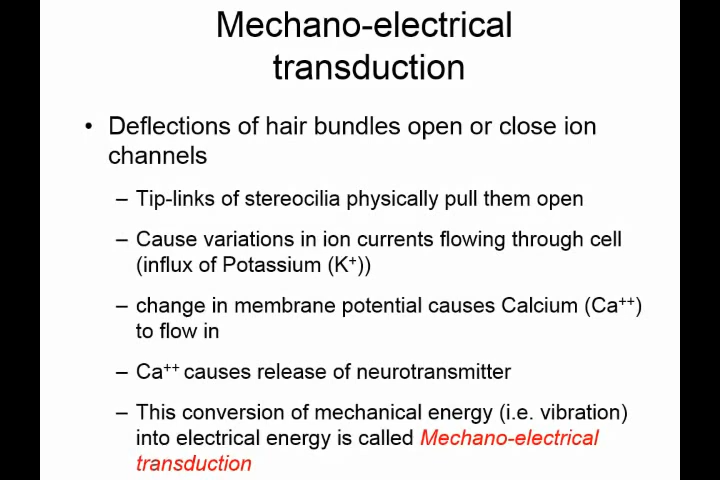 Mechano-electrical
transduction
• Deflections of hair bundles open or close ion
channels
– Tip-links of stereocilia physically pull them open
– Cause variations in ion currents flowing through cell
(influx of Potassium (K⁺))
– change in membrane potential causes Calcium (Ca⁺⁺)
to flow in
– Ca⁺⁺ causes release of neurotransmitter
– This conversion of mechanical energy (i.e. vibration)
into electrical energy is called Mechano-electrical
transduction